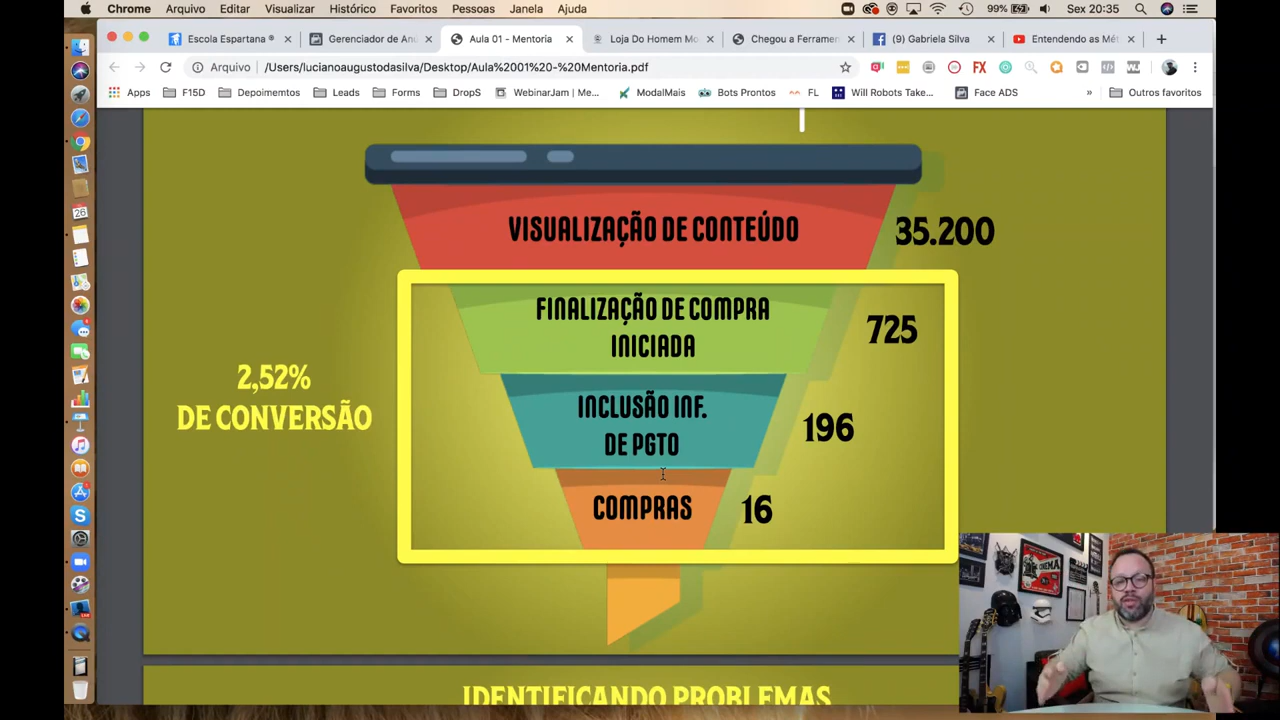 Chrome Arquivo Editar Visualizar Histórico Favoritos Pessoas Janela Ajuda 99% Sex 20:35
Escola Espartana ® Gerenciador de Anú Aula 01 - Mentoria Loja Do Homem Mo Chegou a Ferramen (9) Gabriela Silva Entendendo as Mé
Arquivo /Users/lucianoaugustodasilva/Desktop/Aula%2001%20-%20Mentoria.pdf
Apps F15D Depoimemtos Leads Forms DropS WebinarJam | Me... ModalMais Bots Prontos FL Will Robots Take... Face ADS » Outros favoritos
VISUALIZAÇÃO DE CONTEÚDO 35.200
FINALIZAÇÃO DE COMPRA
INICIADA
725
2,52%
DE CONVERSÃO
INCLUSÃO INF.
DE PGTO
196
COMPRAS 16
CINEMA
IDENTIFICANDO PROBLEMAS